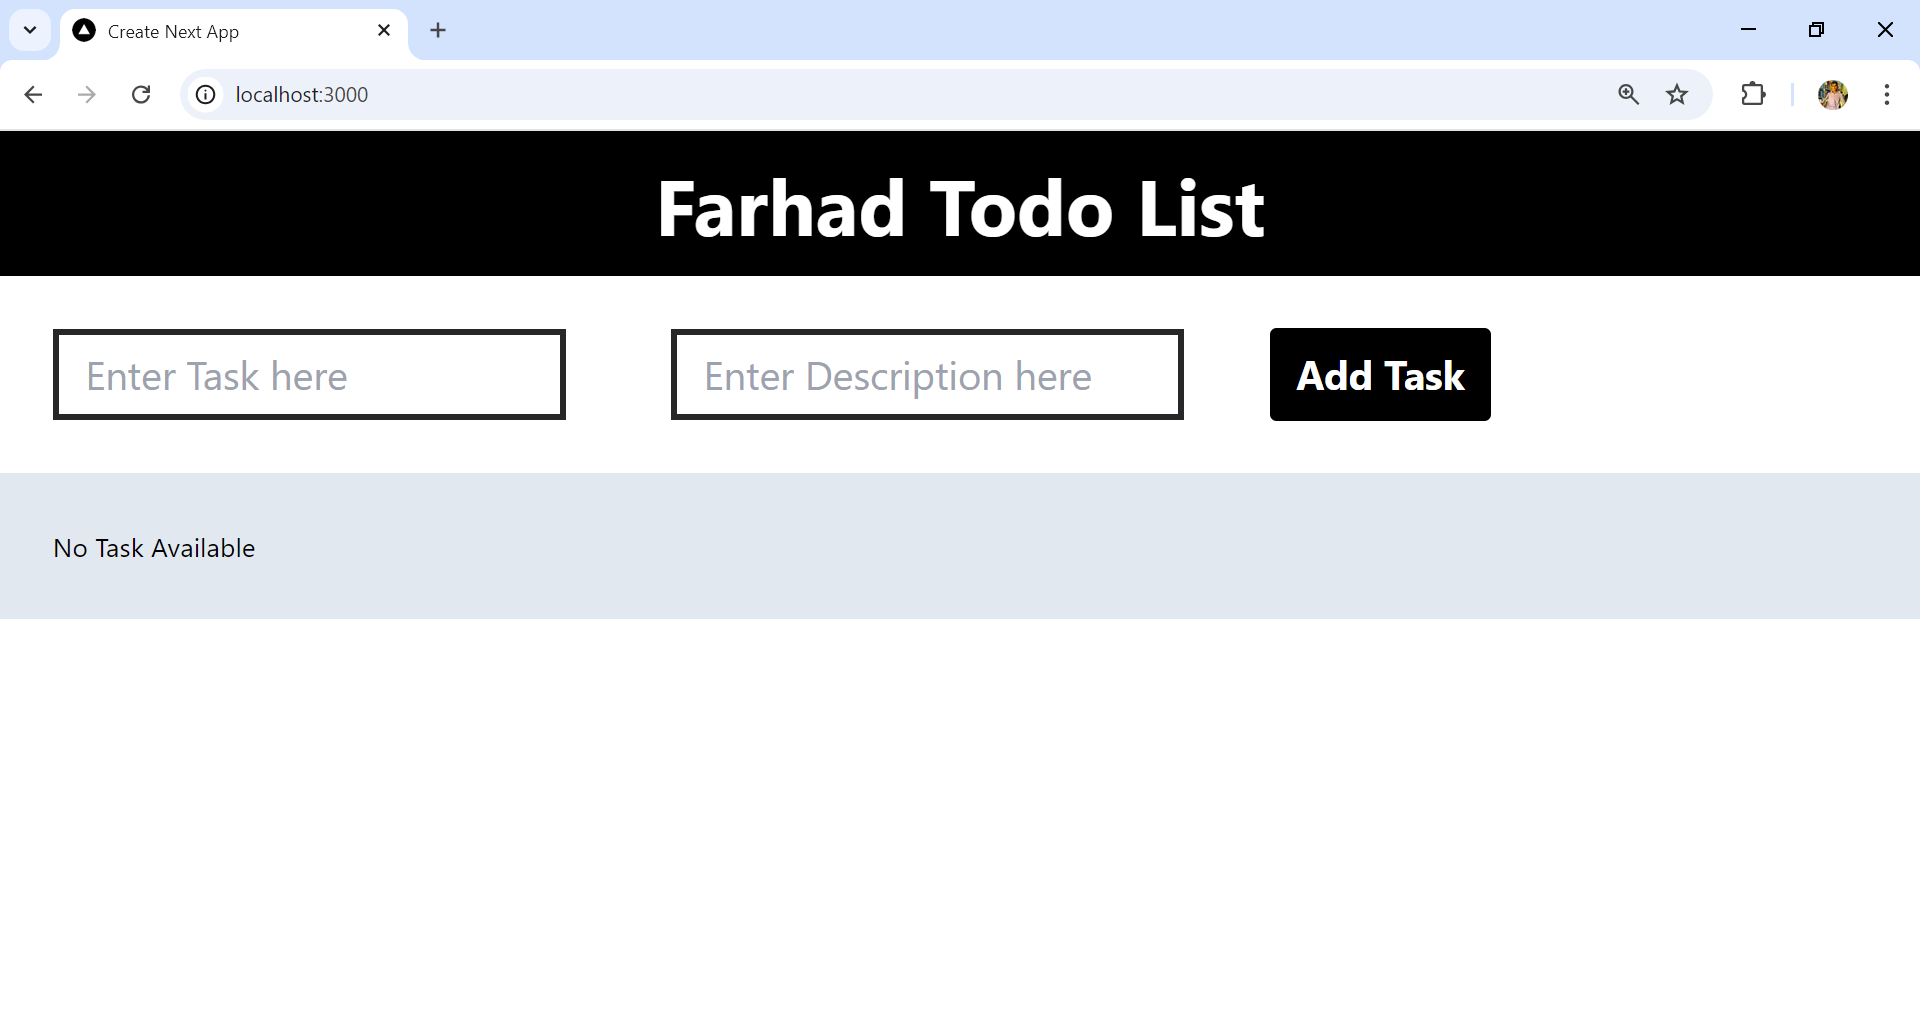 Create Next App
localhost:3000
Farhad Todo List
Enter Task here
Enter Description here
Add Task
No Task Available